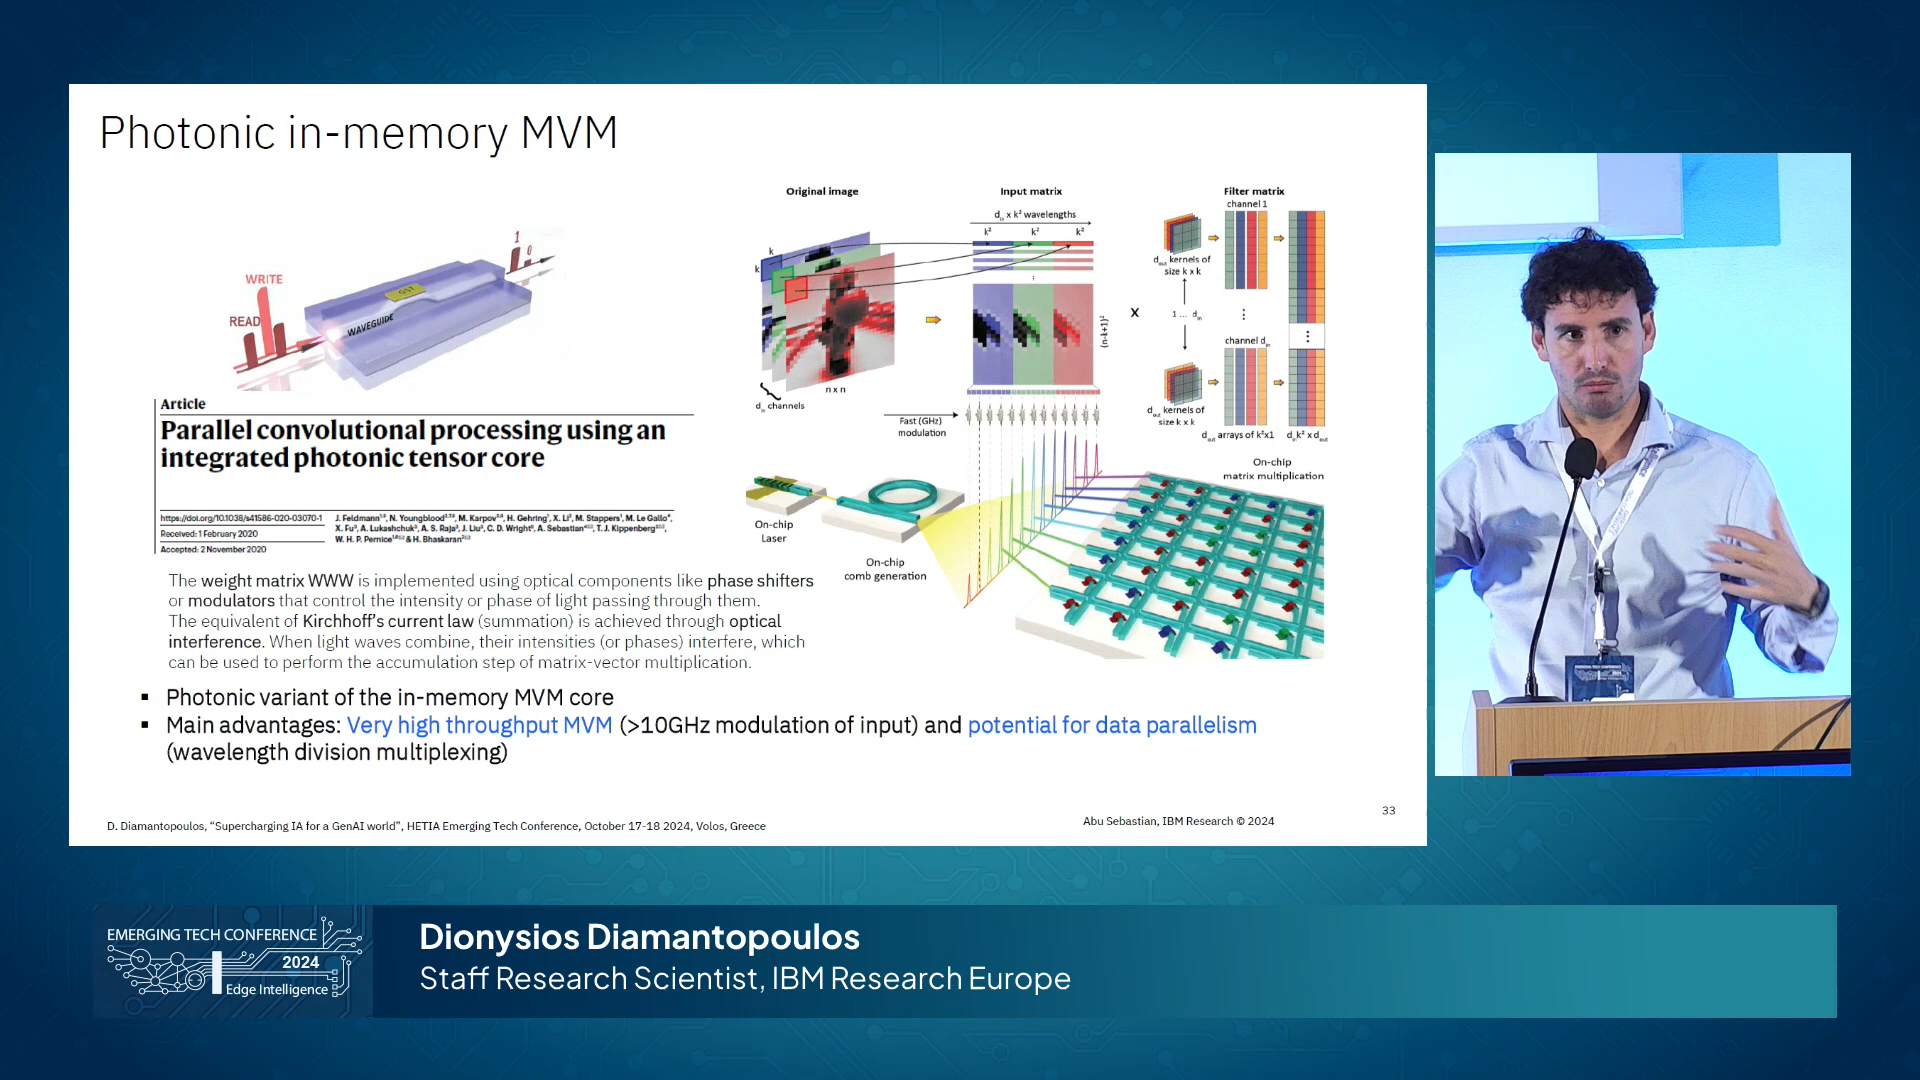 Photonic in-memory MVM
WRITE
READ
1
0
GST
WAVEGUIDE
Article
Parallel convolutional processing using an
integrated photonic tensor core
https://doi.org/10.1038/s41586-020-03070-1
Received: 1 February 2020
Accepted: 2 November 2020
J. Feldmann, N. Youngblood, M. Karpov, H. Gehring, X. Li, M. Stappers, M. Le Gallo,
X. Fu, A. Lukashchuk, A. S. Raja, J. Liu, C. D. Wright, A. Sebastian, T. J. Kippenberg,
W. H. P. Pernice & H. Bhaskaran
Original image
k
k
n x n
d_in channels
Input matrix
d_in x k² wavelengths
k² k² k²
(n-k+1)²
X
Filter matrix
channel 1
d_out kernels of
size k x k
1 ... d_in
channel d_in
d_out kernels of
size k x k
d_out arrays of k²x1
d_in k² x d_out
Fast (GHz)
modulation
On-chip
matrix multiplication
On-chip
Laser
On-chip
comb generation
The weight matrix WWW is implemented using optical components like phase shifters
or modulators that control the intensity or phase of light passing through them.
The equivalent of Kirchhoff's current law (summation) is achieved through optical
interference. When light waves combine, their intensities (or phases) interfere, which
can be used to perform the accumulation step of matrix-vector multiplication.
▪ Photonic variant of the in-memory MVM core
▪ Main advantages: Very high throughput MVM (>10GHz modulation of input) and potential for data parallelism
(wavelength division multiplexing)
33
D. Diamantopoulos, "Supercharging IA for a GenAI world", HETIA Emerging Tech Conference, October 17-18 2024, Volos, Greece
Abu Sebastian, IBM Research © 2024
EMERGING TECH CONFERENCE
2024
Edge Intelligence
Dionysios Diamantopoulos
Staff Research Scientist, IBM Research Europe